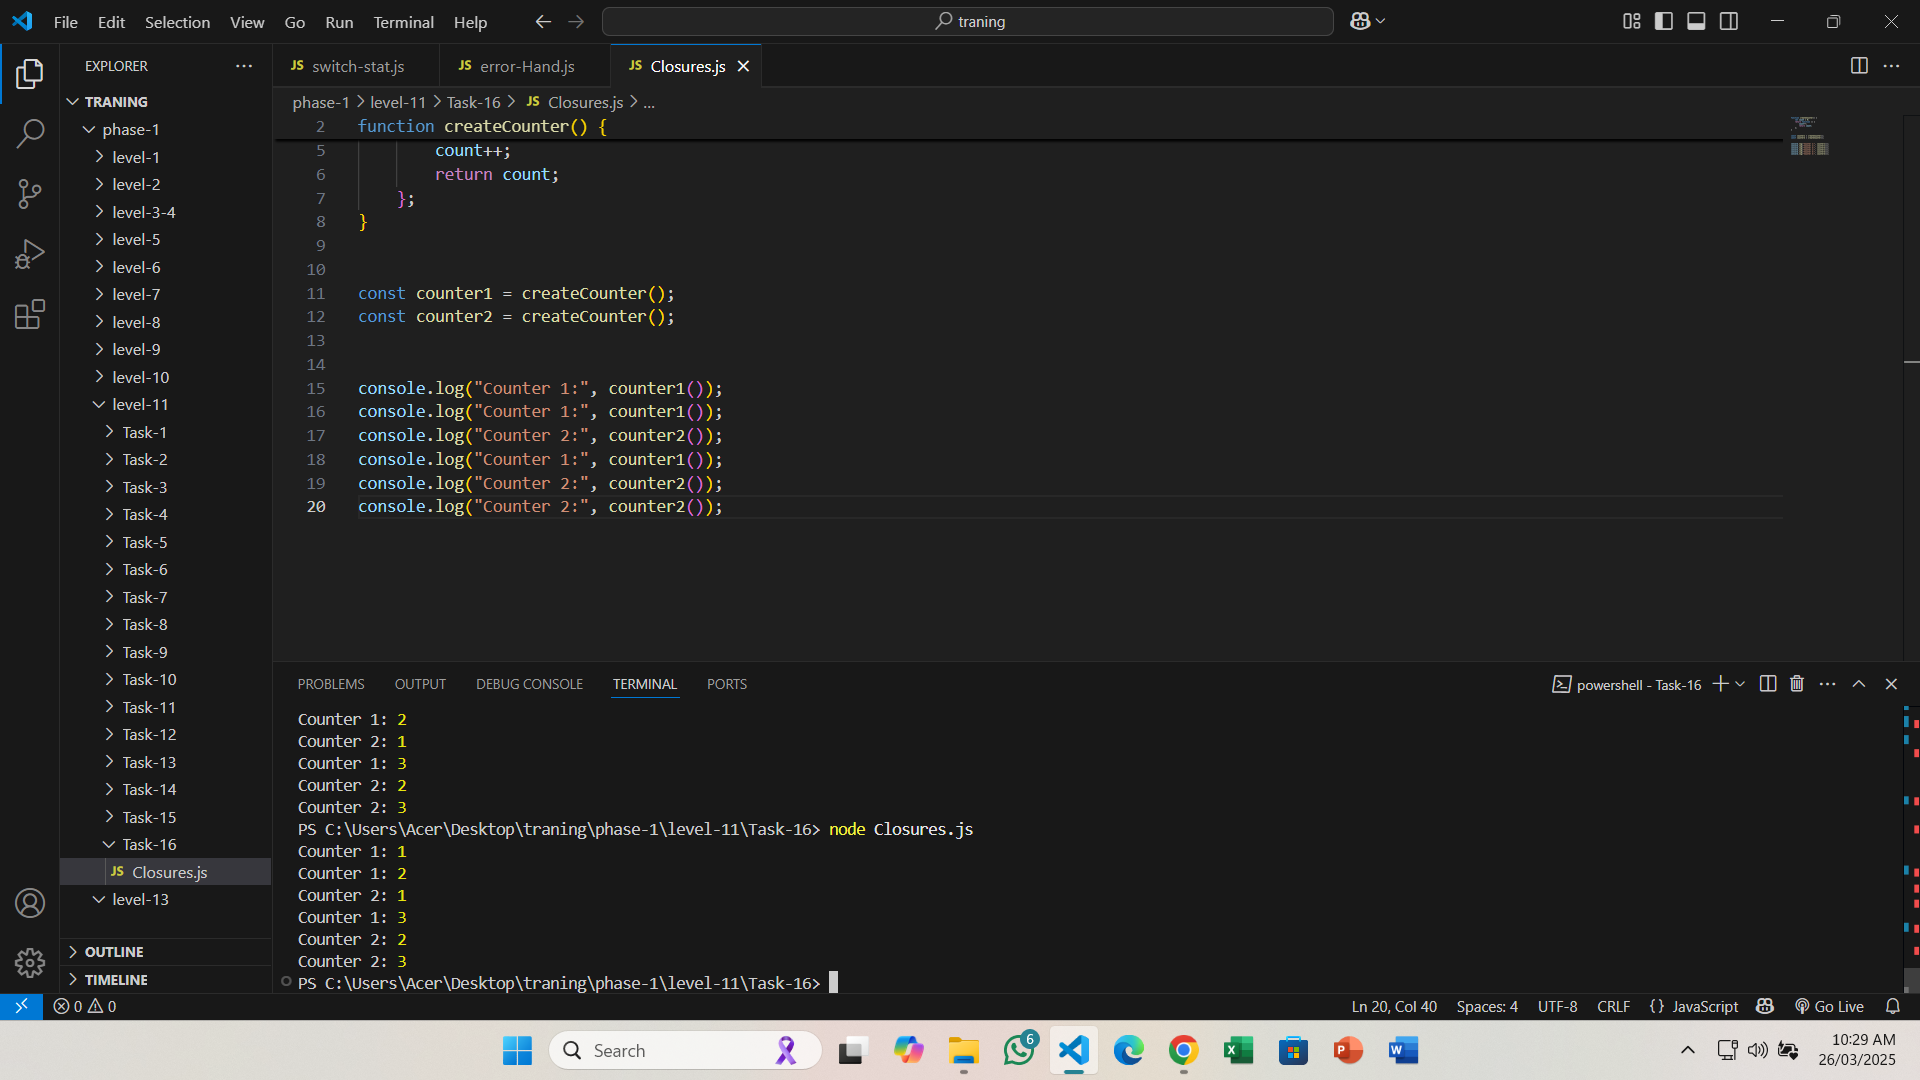 File Edit Selection View Go Run Terminal Help
traning
EXPLORER
TRANING
phase-1
level-1
level-2
level-3-4
level-5
level-6
level-7
level-8
level-9
level-10
level-11
Task-1
Task-2
Task-3
Task-4
Task-5
Task-6
Task-7
Task-8
Task-9
Task-10
Task-11
Task-12
Task-13
Task-14
Task-15
Task-16
JS Closures.js
level-13
OUTLINE
TIMELINE
JS switch-stat.js JS error-Hand.js JS Closures.js
phase-1 > level-11 > Task-16 > JS Closures.js > ...
2 function createCounter() {
5 count++;
6 return count;
7 };
8 }
9
10
11 const counter1 = createCounter();
12 const counter2 = createCounter();
13
14
15 console.log("Counter 1:", counter1());
16 console.log("Counter 1:", counter1());
17 console.log("Counter 2:", counter2());
18 console.log("Counter 1:", counter1());
19 console.log("Counter 2:", counter2());
20 console.log("Counter 2:", counter2());
PROBLEMS OUTPUT DEBUG CONSOLE TERMINAL PORTS
powershell - Task-16
Counter 1: 2
Counter 2: 1
Counter 1: 3
Counter 2: 2
Counter 2: 3
PS C:\Users\Acer\Desktop\traning\phase-1\level-11\Task-16> node Closures.js
Counter 1: 1
Counter 1: 2
Counter 2: 1
Counter 1: 3
Counter 2: 2
Counter 2: 3
PS C:\Users\Acer\Desktop\traning\phase-1\level-11\Task-16>
0 0
Ln 20, Col 40 Spaces: 4 UTF-8 CRLF {} JavaScript Go Live
Search
6
10:29 AM
26/03/2025